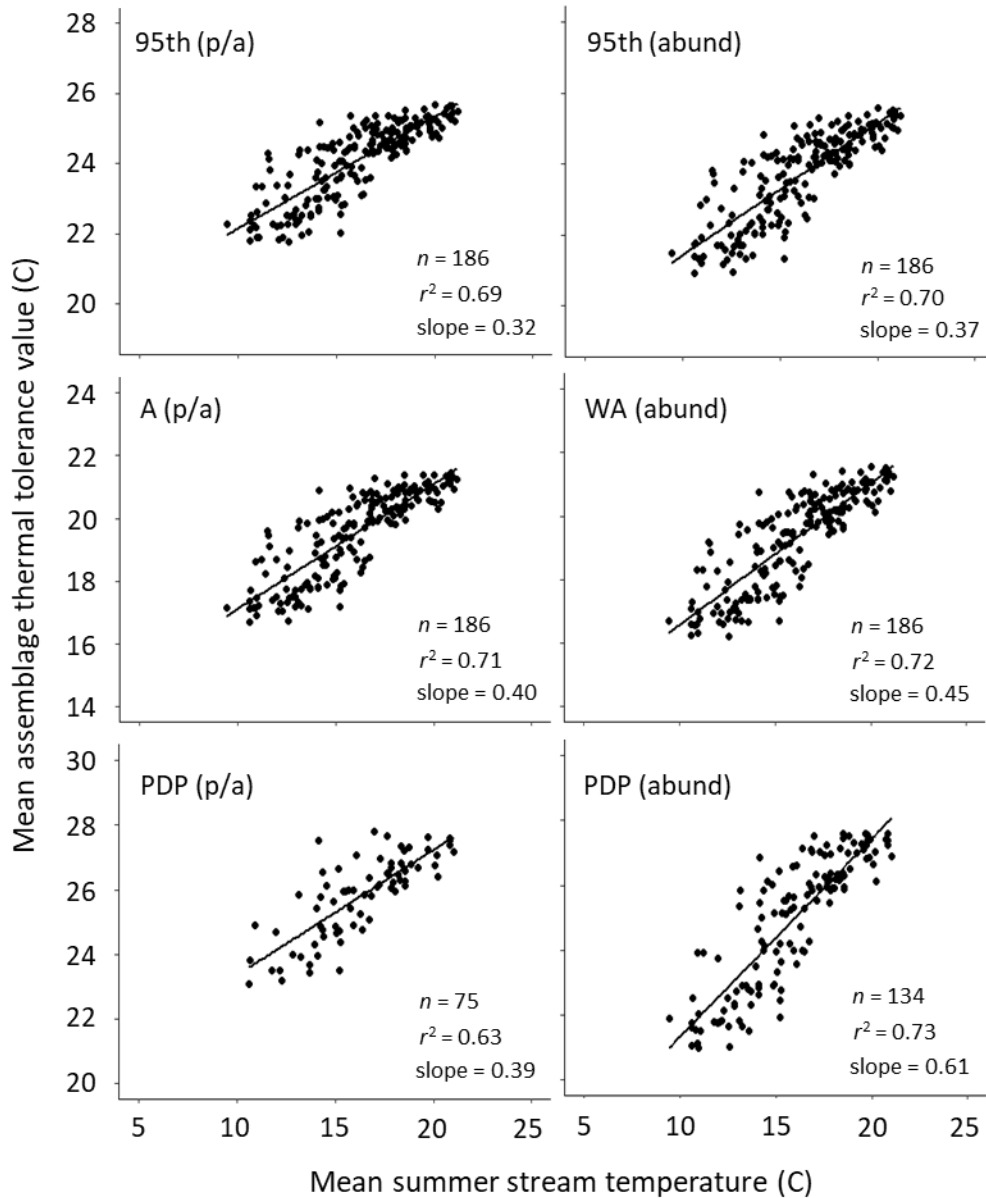 Mean assemblage thermal tolerance value (C)
28
26
24
22
20
95th (p/a)
n = 186
r² = 0.69
slope = 0.32
95th (abund)
n = 186
r² = 0.70
slope = 0.37
24
22
20
18
16
14
A (p/a)
n = 186
r² = 0.71
slope = 0.40
WA (abund)
n = 186
r² = 0.72
slope = 0.45
30
28
26
24
22
20
PDP (p/a)
n = 75
r² = 0.63
slope = 0.39
PDP (abund)
n = 134
r² = 0.73
slope = 0.61
5 10 15 20 25 10 15 20 25
Mean summer stream temperature (C)